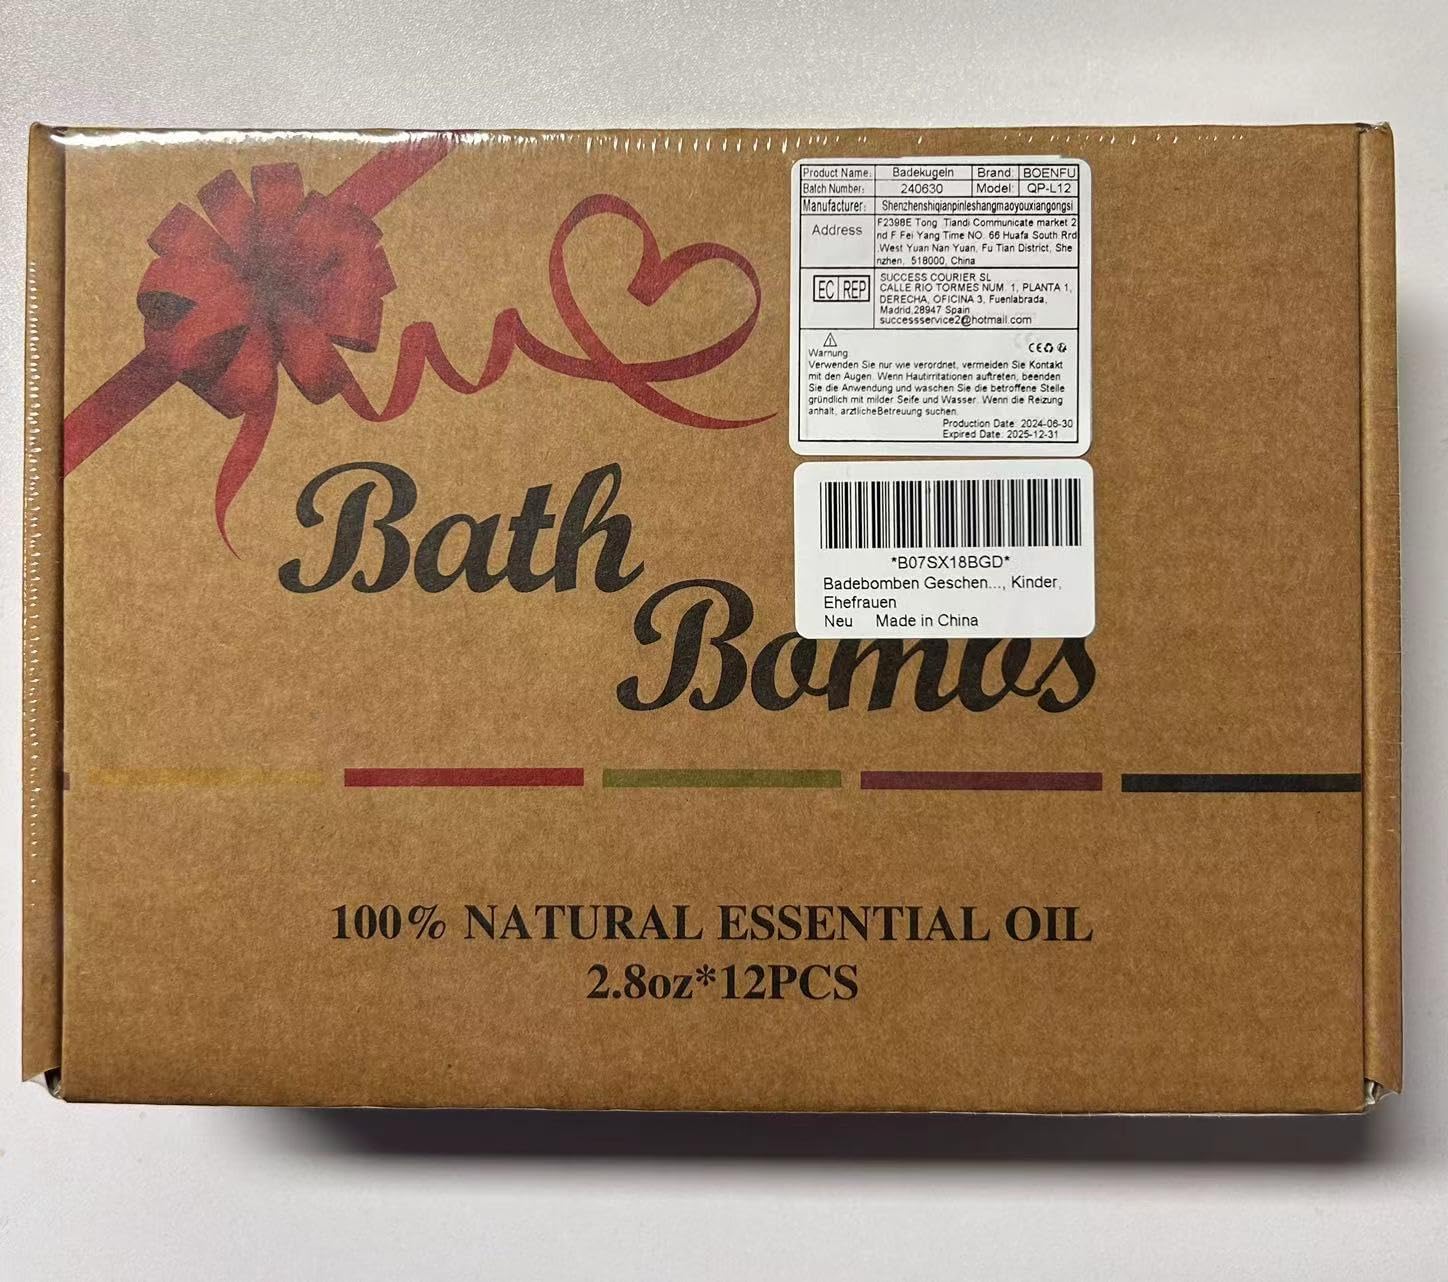 Product Name: Badekugeln Brand: BOENFU
Batch Number: 240630 Model: QP-L12
Manufacturer: Shenzhenshiqianpinleshangmaoyouxiangongsi
Address
F2398E Tong Tiandi Communicate market 2
nd F Fei Yang Time NO. 66 Huafa South Rrd
,West Yuan Nan Yuan, Fu Tian District, She
nzhen, 518000, China
EC REP
SUCCESS COURIER SL
CALLE RIO TORMES NUM. 1, PLANTA 1,
DERECHA, OFICINA 3, Fuenlabrada,
Madrid,28947 Spain
successservice2@hotmail.com
CE
Warnung
Verwenden Sie nur wie verordnet, vermeiden Sie Kontakt
mit den Augen. Wenn Hautirritationen auftreten, beenden
Sie die Anwendung und waschen Sie die betroffene Stelle
gründlich mit milder Seife und Wasser. Wenn die Reizung
anhalt, arztlicheBetreuung suchen.
Production Date: 2024-06-30
Expired Date: 2025-12-31
*B07SX18BGD*
Badebomben Geschen..., Kinder,
Ehefrauen
Neu Made in China
Bath
Bombs
100% NATURAL ESSENTIAL OIL
2.8oz*12PCS